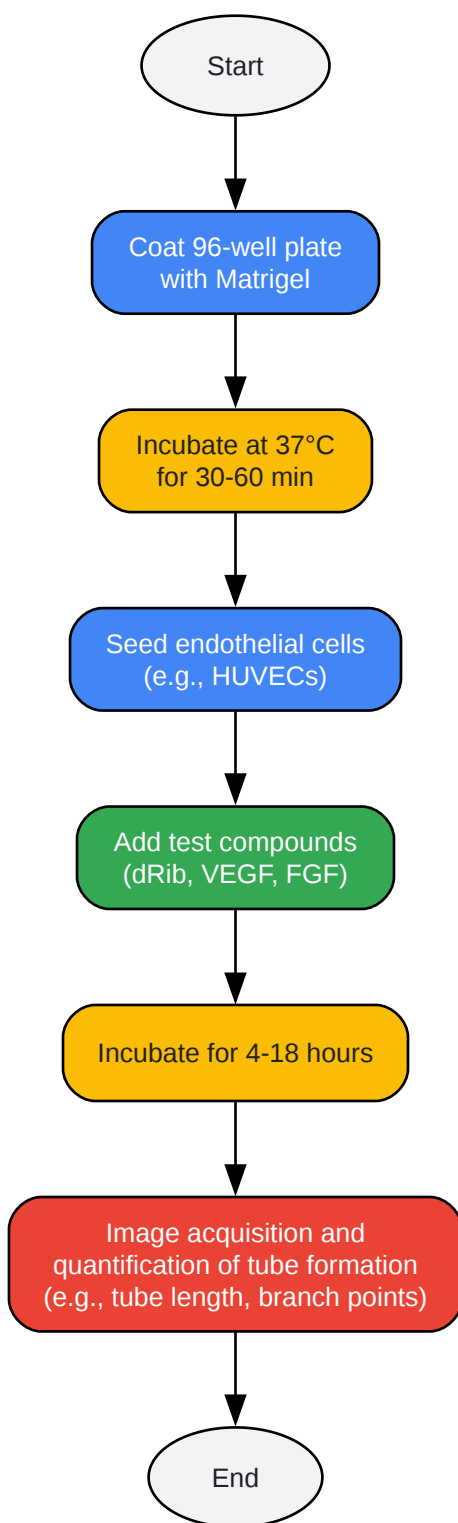 Start
Coat 96-well plate
with Matrigel
Incubate at 37°C
for 30-60 min
Seed endothelial cells
(e.g., HUVECs)
Add test compounds
(dRib, VEGF, FGF)
Incubate for 4-18 hours
Image acquisition and
quantification of tube formation
(e.g., tube length, branch points)
End